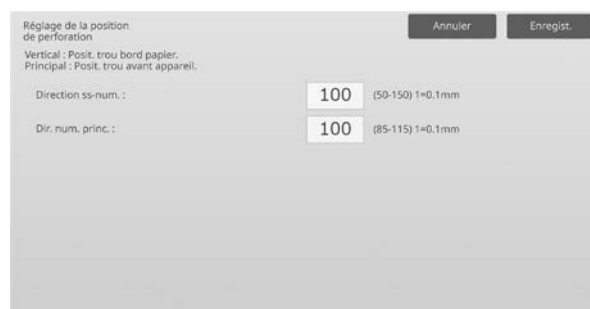 Réglage de la position
de perforation
Annuler
Enregist.
Vertical : Posit. trou bord papier.
Principal : Posit. trou avant appareil.
Direction ss-num. :
100
(50-150) 1=0.1mm
Dir. num. princ. :
100
(85-115) 1=0.1mm